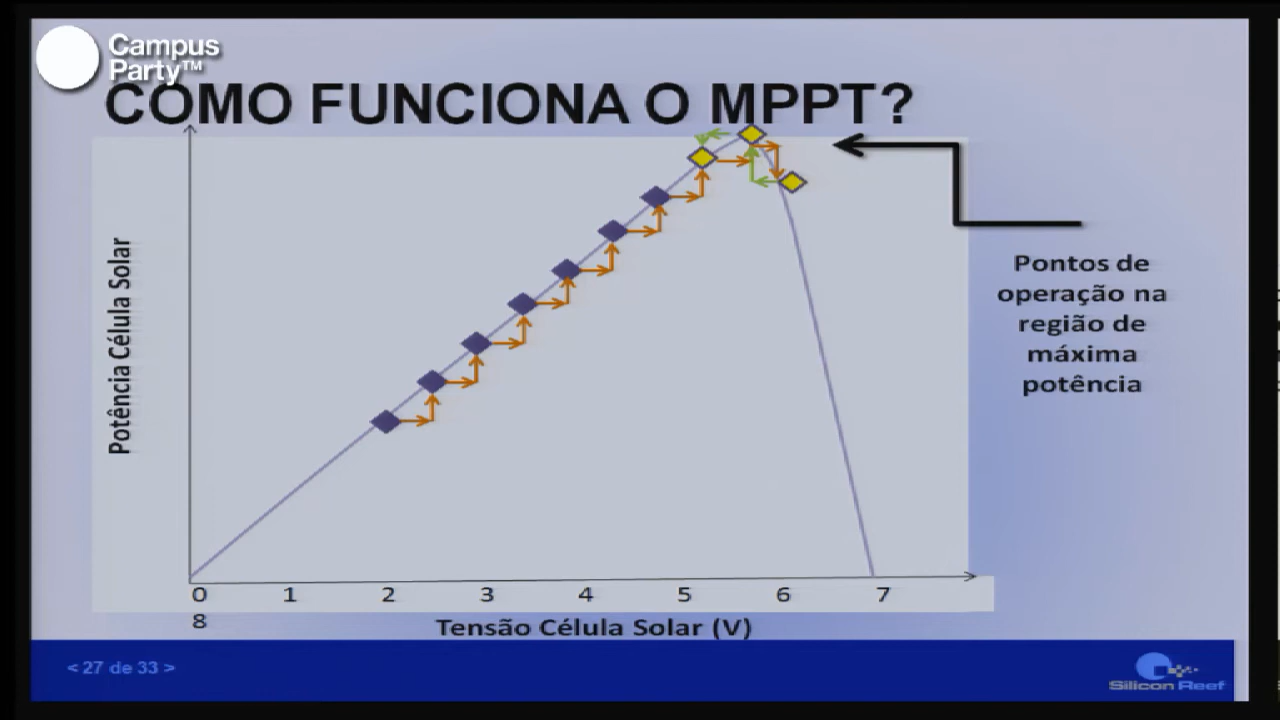 Campus
Party™
COMO FUNCIONA O MPPT?
Potência Célula Solar
Pontos de
operação na
região de
máxima
potência
0 1 2 3 4 5 6 7
8
Tensão Célula Solar (V)
< 27 de 33 >
Silicon Reef